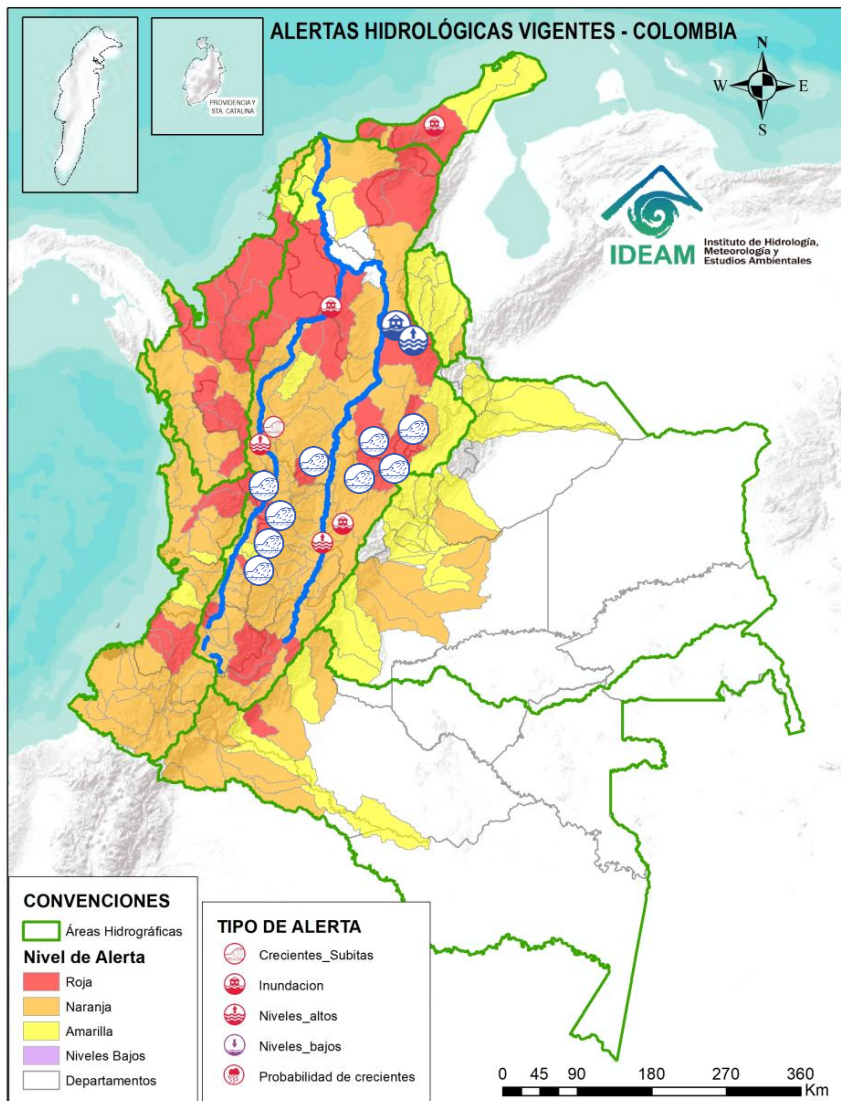 ALERTAS HIDROLÓGICAS VIGENTES - COLOMBIA
PROVIDENCIA Y
STA. CATALINA
N
W E
S
IDEAM
Instituto de Hidrología,
Meteorología y
Estudios Ambientales
CONVENCIONES
Áreas Hidrográficas
Nivel de Alerta
Roja
Naranja
Amarilla
Niveles Bajos
Departamentos
TIPO DE ALERTA
Crecientes_Subitas
Inundacion
Niveles_altos
Niveles_bajos
Probabilidad de crecientes
0 45 90 180 270 360
Km